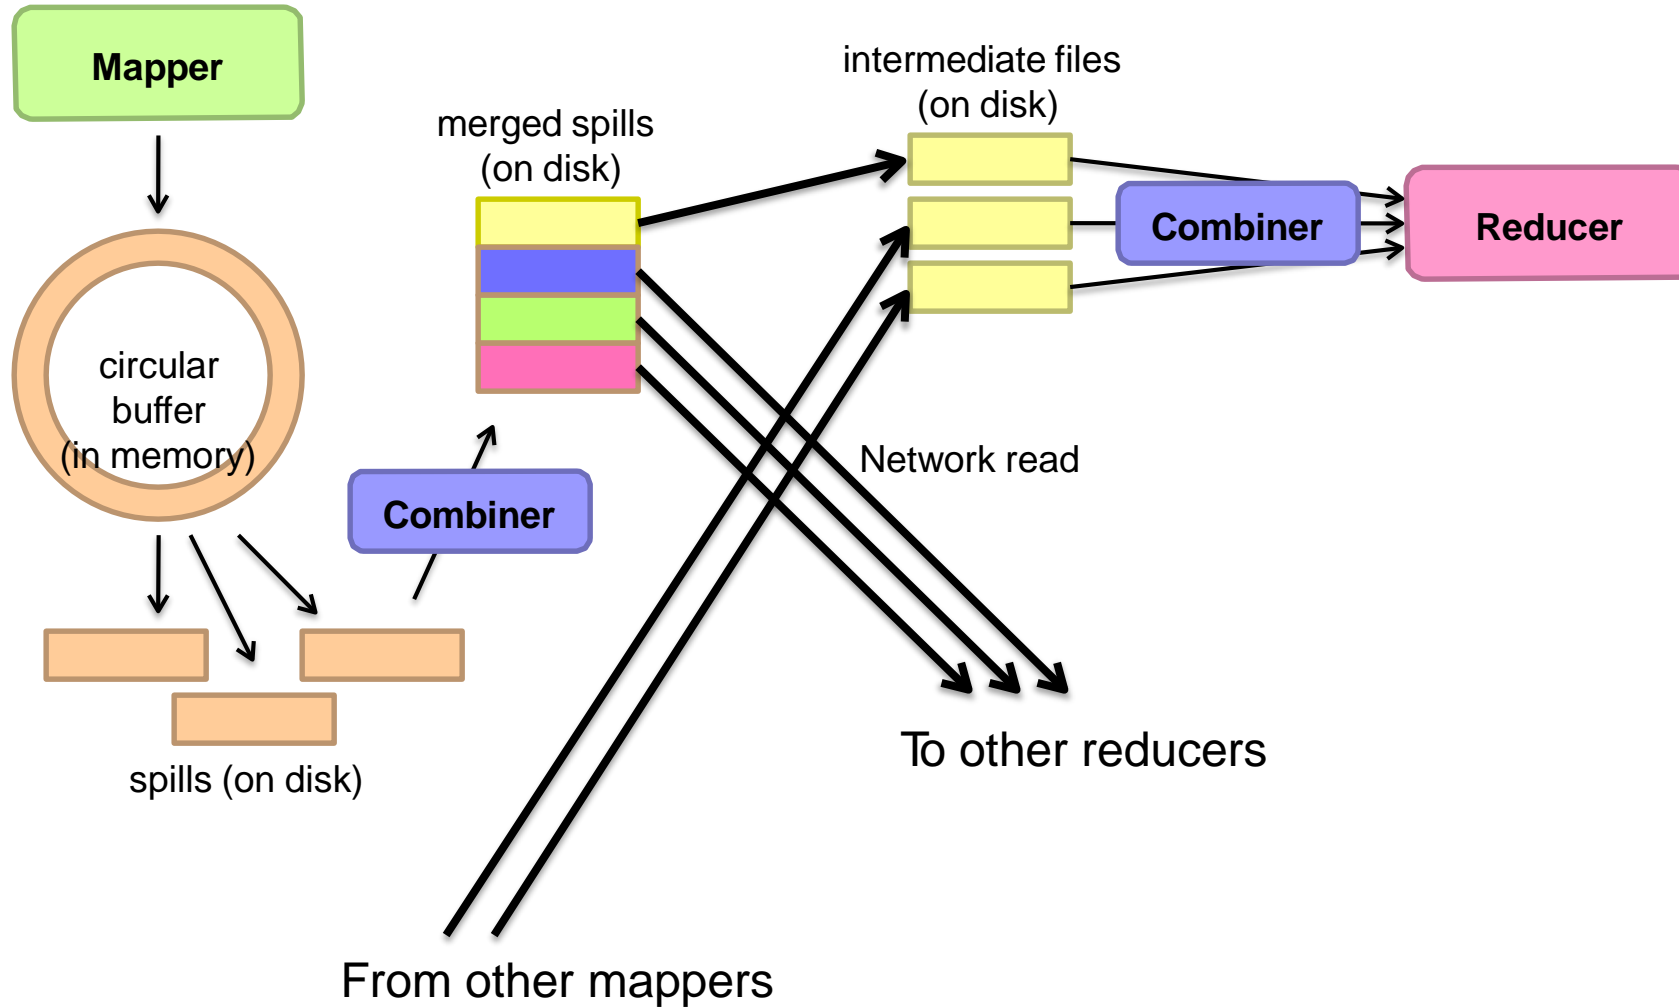 Mapper
circular
buffer
(in memory)
spills (on disk)
Combiner
merged spills
(on disk)
intermediate files
(on disk)
Combiner
Reducer
Network read
To other reducers
From other mappers